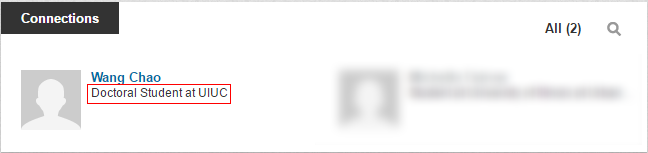 Connections
All (2)
Wang Chao
Doctoral Student at UIUC